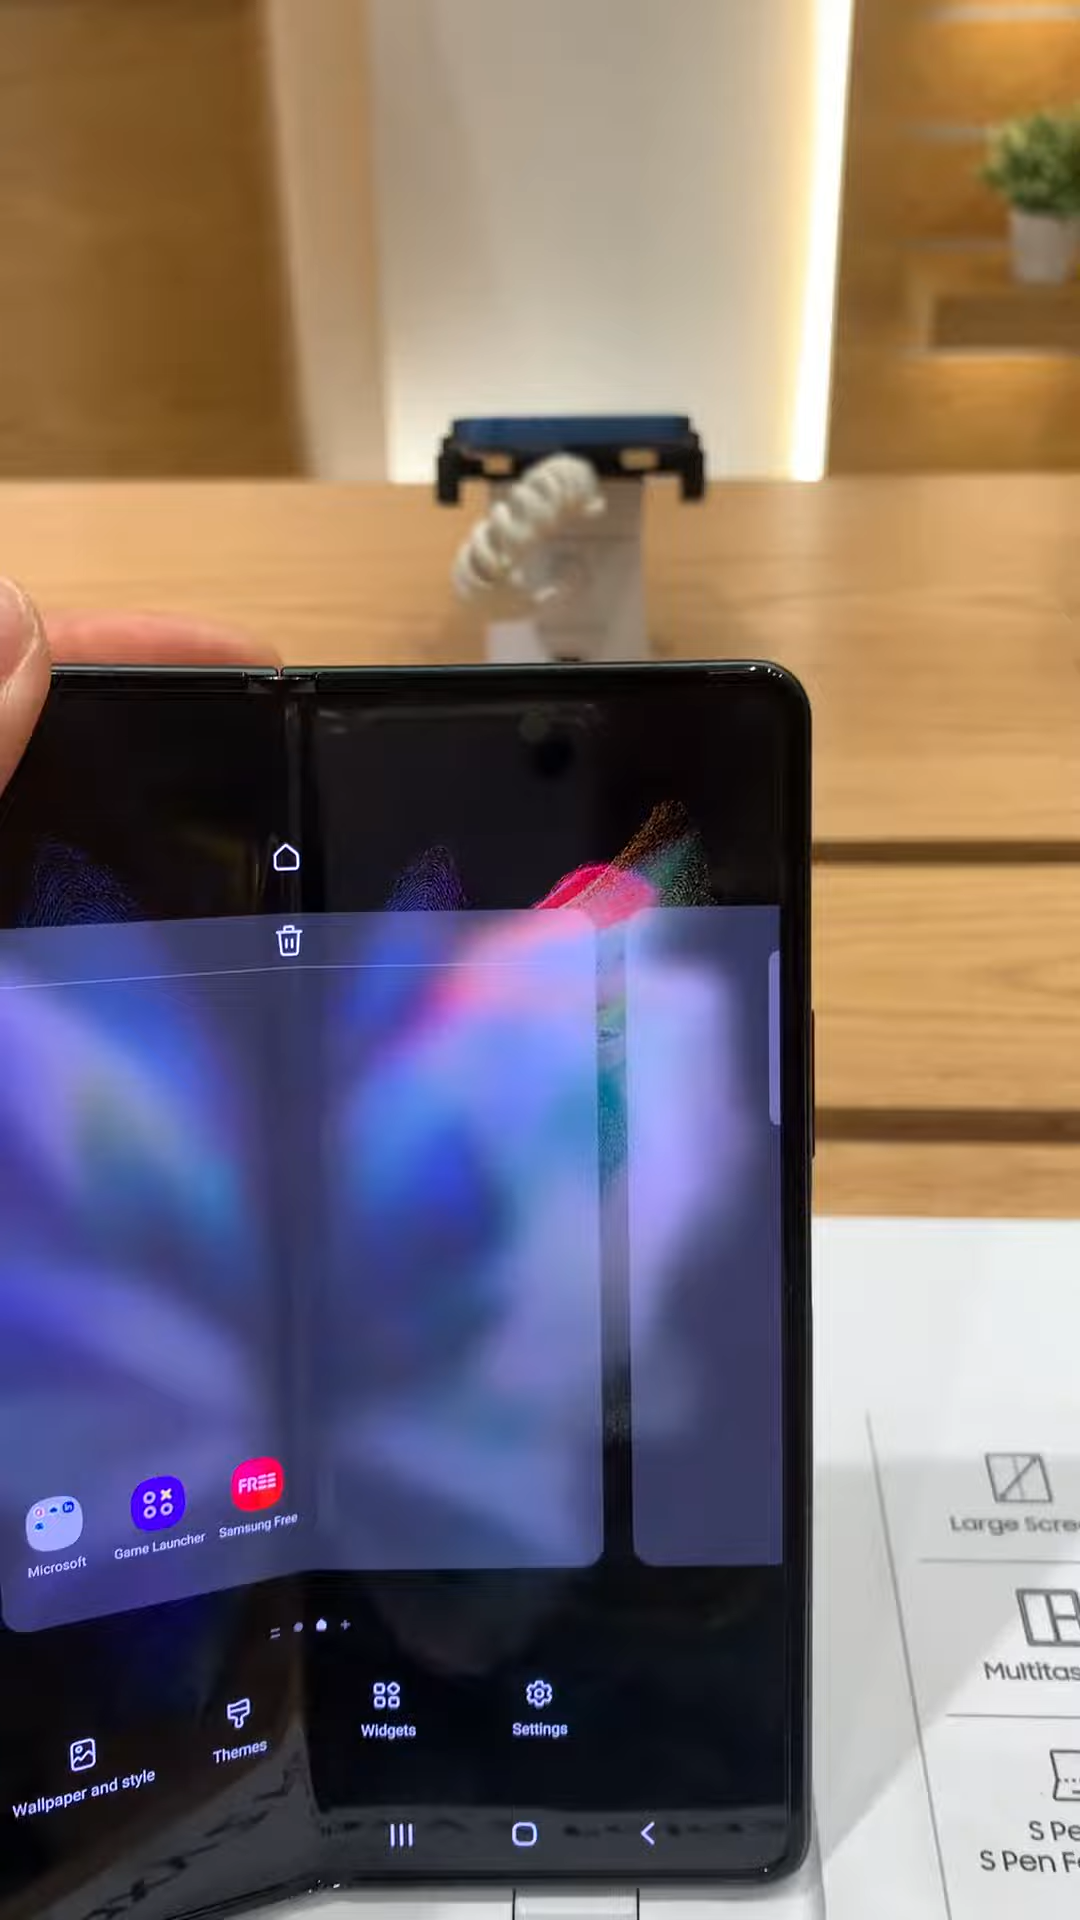 FREE
Microsoft
Game Launcher
Samsung Free
Widgets
Settings
Themes
Wallpaper and style
Large Scre
Multitas
S Pe
S Pen F